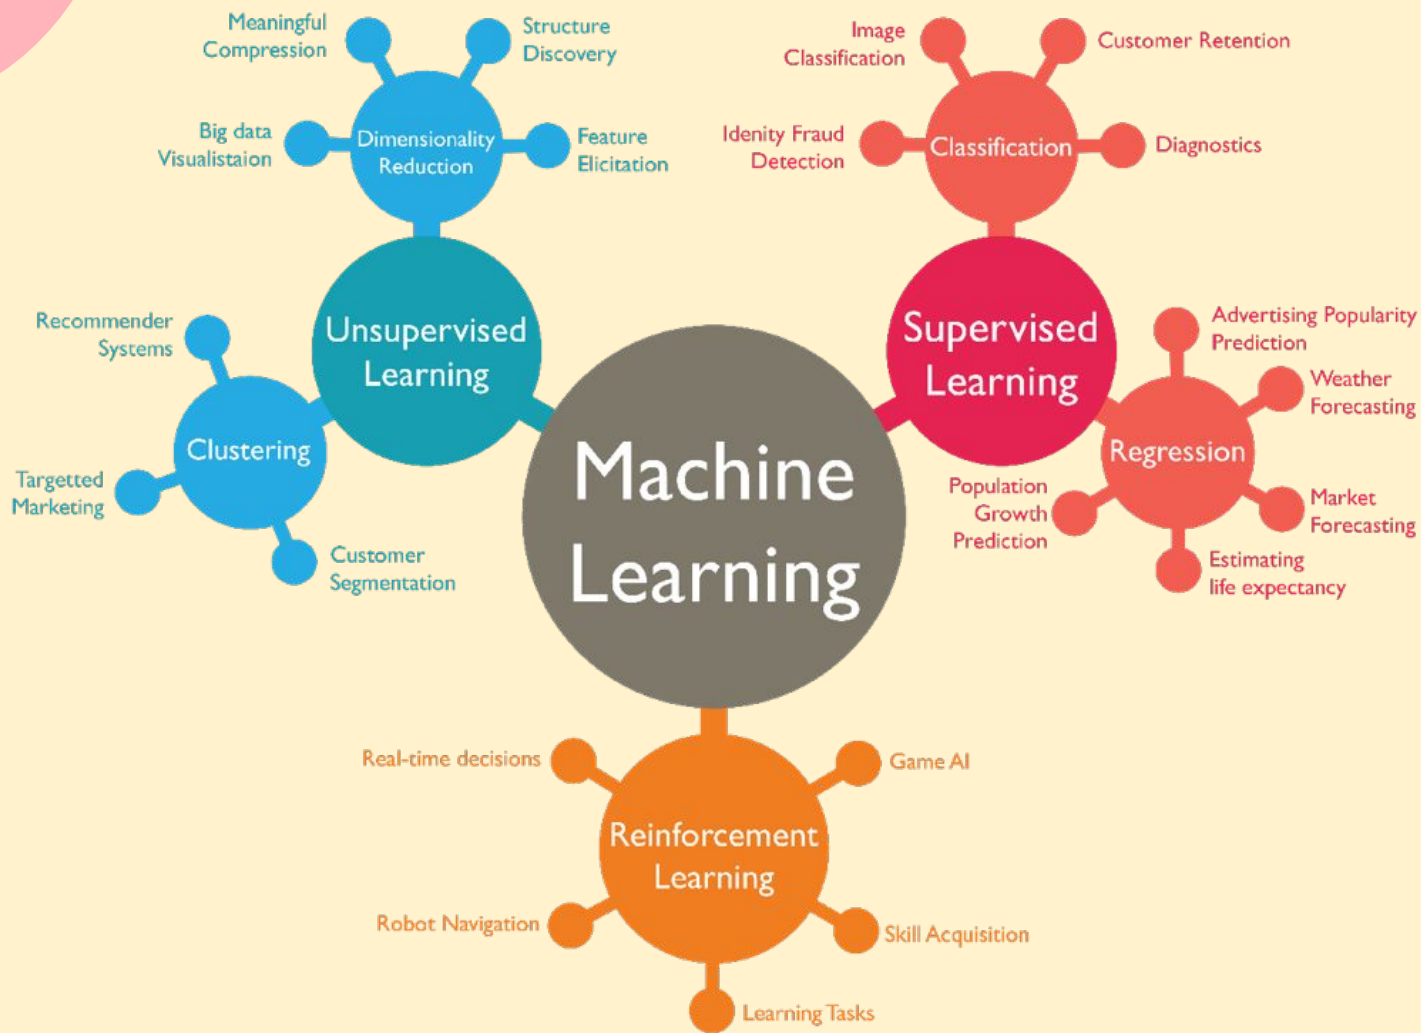 Meaningful
Compression
Structure
Discovery
Big data
Visualistaion
Dimensionality
Reduction
Feature
Elicitation
Image
Classification
Customer Retention
Idenity Fraud
Detection
Classification
Diagnostics
Unsupervised
Learning
Supervised
Learning
Recommender
Systems
Clustering
Targetted
Marketing
Customer
Segmentation
Machine
Learning
Advertising Popularity
Prediction
Weather
Forecasting
Regression
Population
Growth
Prediction
Market
Forecasting
Estimating
life expectancy
Real-time decisions
Game AI
Reinforcement
Learning
Robot Navigation
Skill Acquisition
Learning Tasks